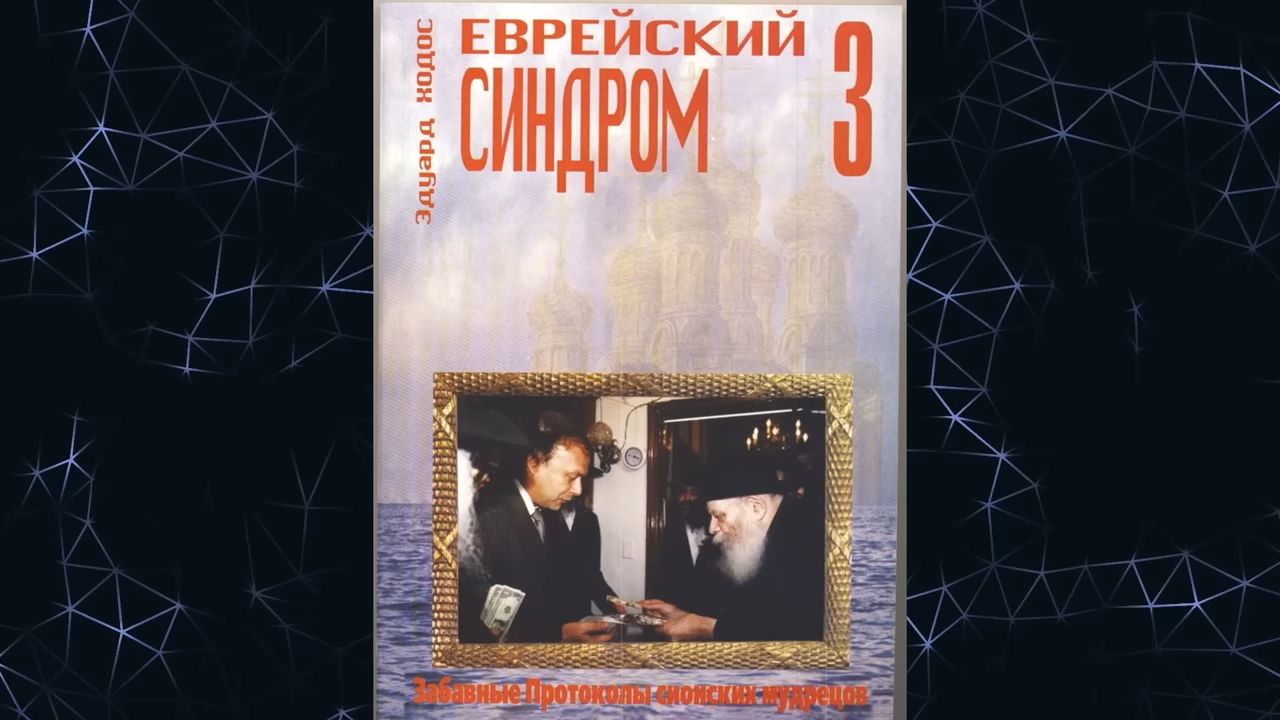 Эдуард Ходос
ЕВРЕЙСКИЙ
СИНДРОМ
3
Забавные Протоколы сионских мудрецов